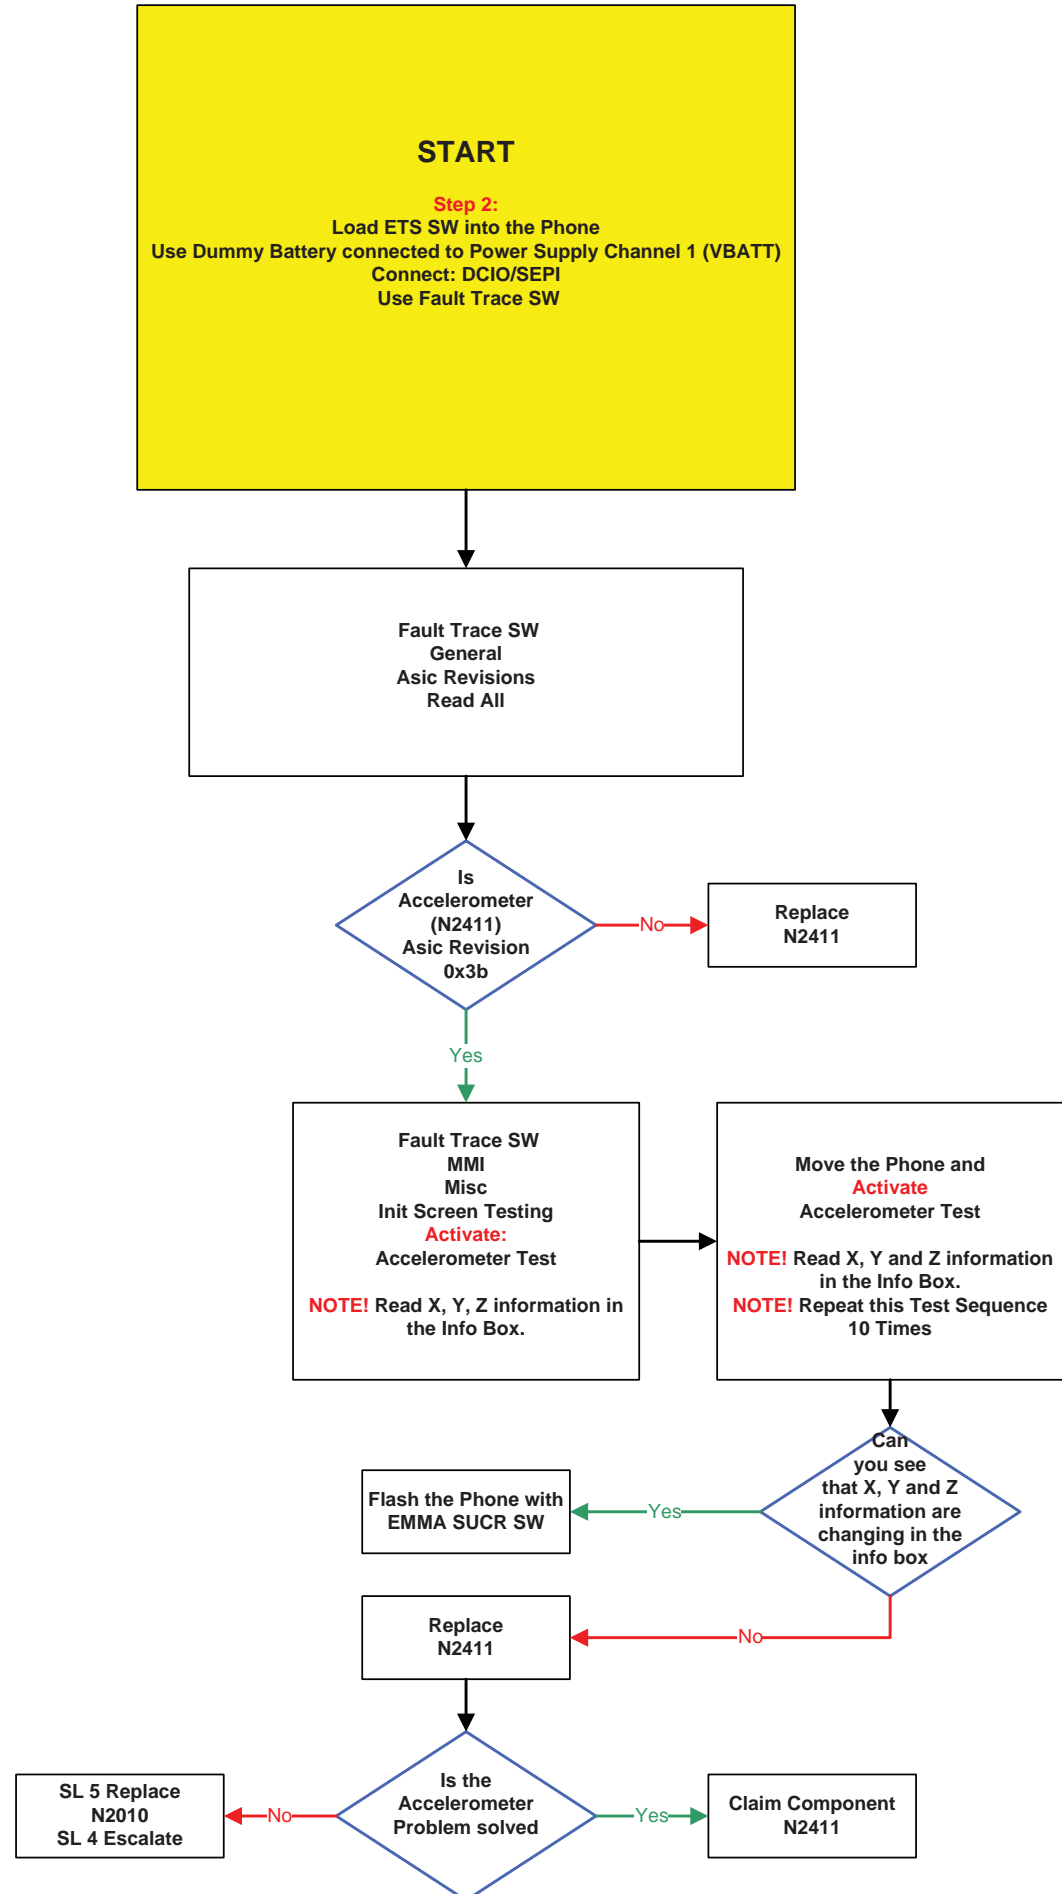 START
Step 2:
Load ETS SW into the Phone
Use Dummy Battery connected to Power Supply Channel 1 (VBATT)
Connect: DCIO/SEPI
Use Fault Trace SW
Fault Trace SW
General
Asic Revisions
Read All
Is
Accelerometer
(N2411)
Asic Revision
0x3b
No
Replace
N2411
Yes
Fault Trace SW
MMI
Misc
Init Screen Testing
Activate:
Accelerometer Test
NOTE! Read X, Y, Z information in
the Info Box.
Move the Phone and
Activate
Accelerometer Test
NOTE! Read X, Y and Z information
in the Info Box.
NOTE! Repeat this Test Sequence
10 Times
Can
you see
that X, Y and Z
information are
changing in the
info box
Yes
Flash the Phone with
EMMA SUCR SW
No
Replace
N2411
Is the
Accelerometer
Problem solved
No
SL 5 Replace
N2010
SL 4 Escalate
Yes
Claim Component
N2411